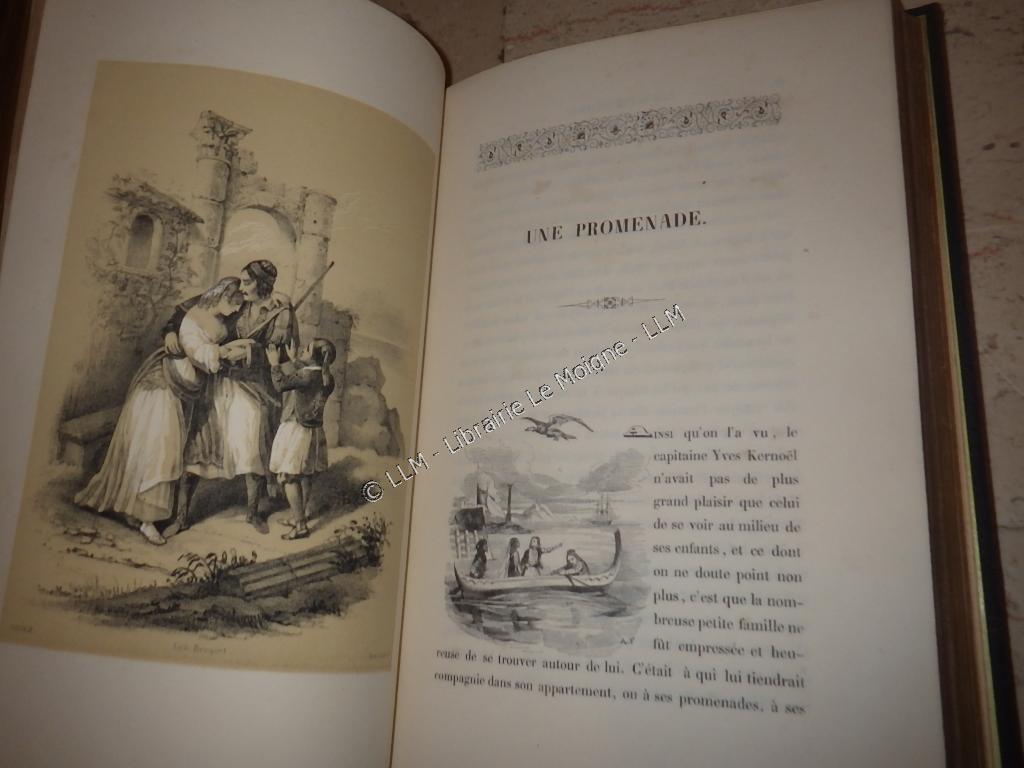 UNE PROMENADE.
AINSI qu'on l'a vu, le
capitaine Yves Kernoël
n'avait pas de plus
grand plaisir que celui
de se voir au milieu de
ses enfants, et ce dont
on ne doute point non
plus, c'est que la nom-
breuse petite famille ne
fût empressée et heu-
reuse de se trouver autour de lui. C'était à qui lui tiendrait
compagnie dans son appartement, ou à ses promenades, à ses
A.F
© LLM - Librairie Le Moigne - LLM